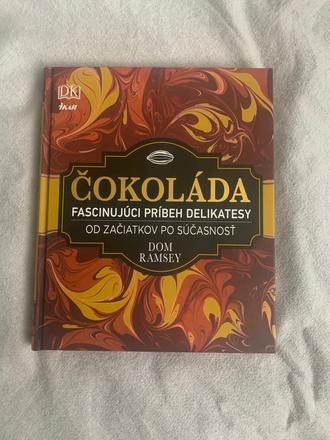 DK
IKAR
ČOKOLÁDA
FASCINUJÚCI PRÍBEH DELIKATESY
OD ZAČIATKOV PO SÚČASNOSŤ
DOM
RAMSEY